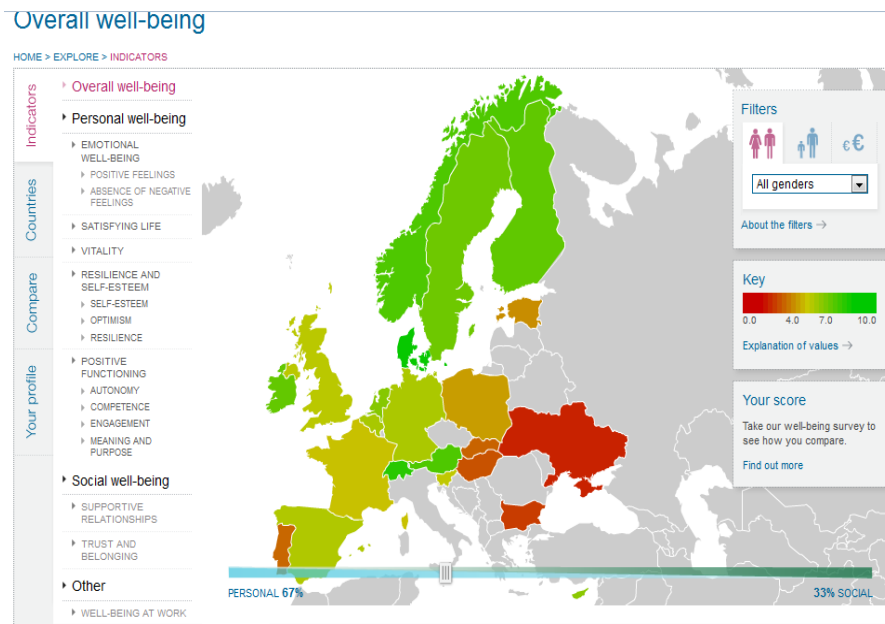 Overall well-being
HOME > EXPLORE > INDICATORS
Indicators
Countries
Compare
Your profile
Overall well-being
Personal well-being
EMOTIONAL
WELL-BEING
POSITIVE FEELINGS
ABSENCE OF NEGATIVE
FEELINGS
SATISFYING LIFE
VITALITY
RESILIENCE AND
SELF-ESTEEM
SELF-ESTEEM
OPTIMISM
RESILIENCE
POSITIVE
FUNCTIONING
AUTONOMY
COMPETENCE
ENGAGEMENT
MEANING AND
PURPOSE
Social well-being
SUPPORTIVE
RELATIONSHIPS
TRUST AND
BELONGING
Other
WELL-BEING AT WORK
Filters
€€
All genders
About the filters →
Key
0.0 4.0 7.0 10.0
Explanation of values →
Your score
Take our well-being survey to
see how you compare.
Find out more
PERSONAL 67% 33% SOCIAL